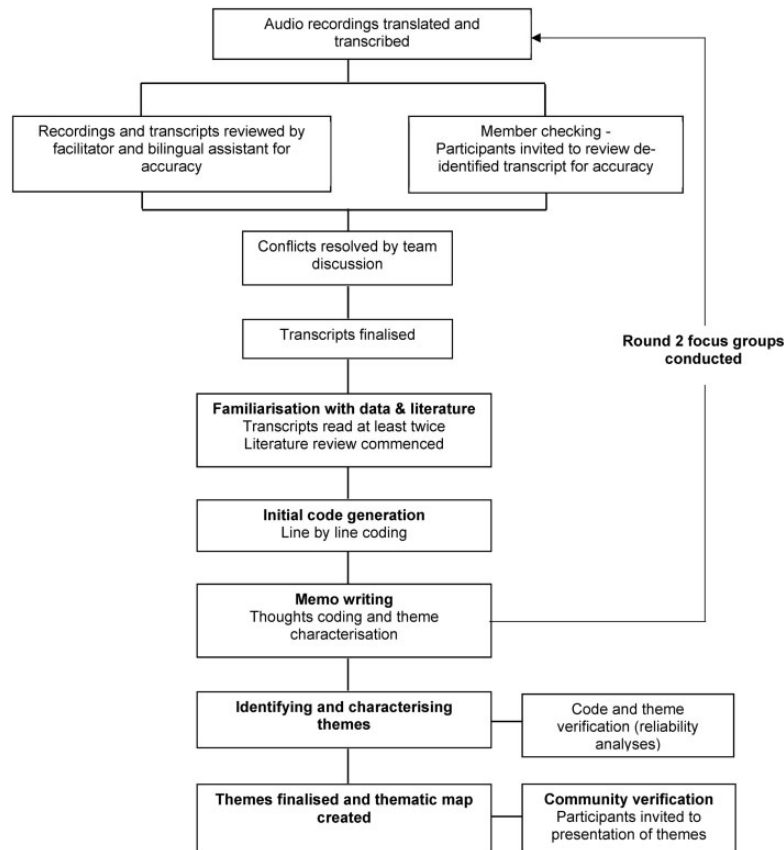 Audio recordings translated and
transcribed
Recordings and transcripts reviewed by
facilitator and bilingual assistant for
accuracy
Member checking -
Participants invited to review de-
identified transcript for accuracy
Conflicts resolved by team
discussion
Transcripts finalised
Round 2 focus groups
conducted
Familiarisation with data & literature
Transcripts read at least twice
Literature review commenced
Initial code generation
Line by line coding
Memo writing
Thoughts coding and theme
characterisation
Identifying and characterising
themes
Code and theme
verification (reliability
analyses)
Themes finalised and thematic map
created
Community verification
Participants invited to
presentation of themes